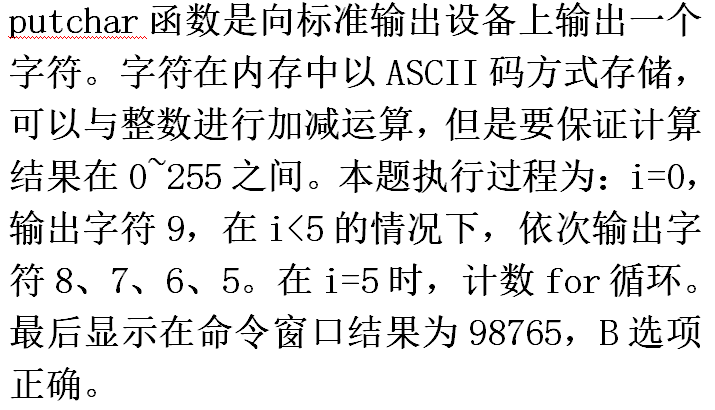 putchar 函数是向标准输出设备上输出一个
字符。字符在内存中以 ASCII 码方式存储，
可以与整数进行加减运算，但是要保证计算
结果在 0~255 之间。本题执行过程为：i=0，
输出字符 9，在 i<5 的情况下，依次输出字
符 8、7、6、5。在 i=5 时，计数 for 循环。
最后显示在命令窗口结果为 98765，B 选项
正确。